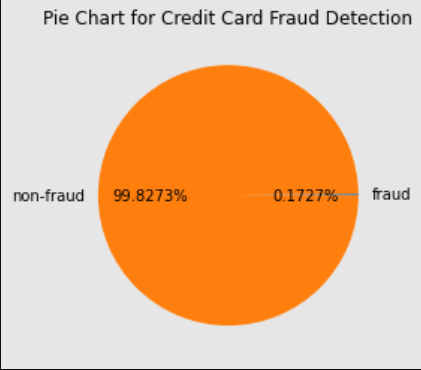 Pie Chart for Credit Card Fraud Detection
non-fraud 99.8273% 0.1727% fraud